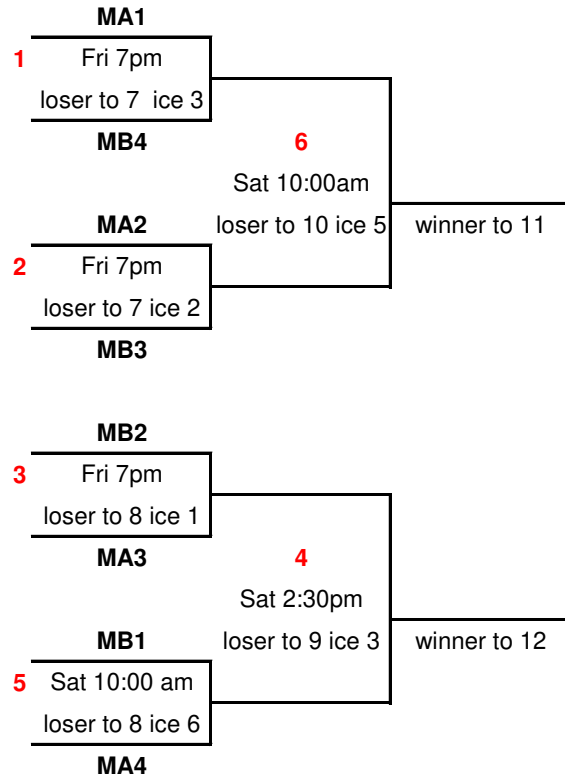 MA1
1 Fri 7pm
loser to 7 ice 3
MB4
6
Sat 10:00am
MA2
loser to 10 ice 5
winner to 11
2 Fri 7pm
loser to 7 ice 2
MB3
MB2
3 Fri 7pm
loser to 8 ice 1
MA3
4
Sat 2:30pm
MB1
loser to 9 ice 3
winner to 12
5 Sat 10:00 am
loser to 8 ice 6
MA4